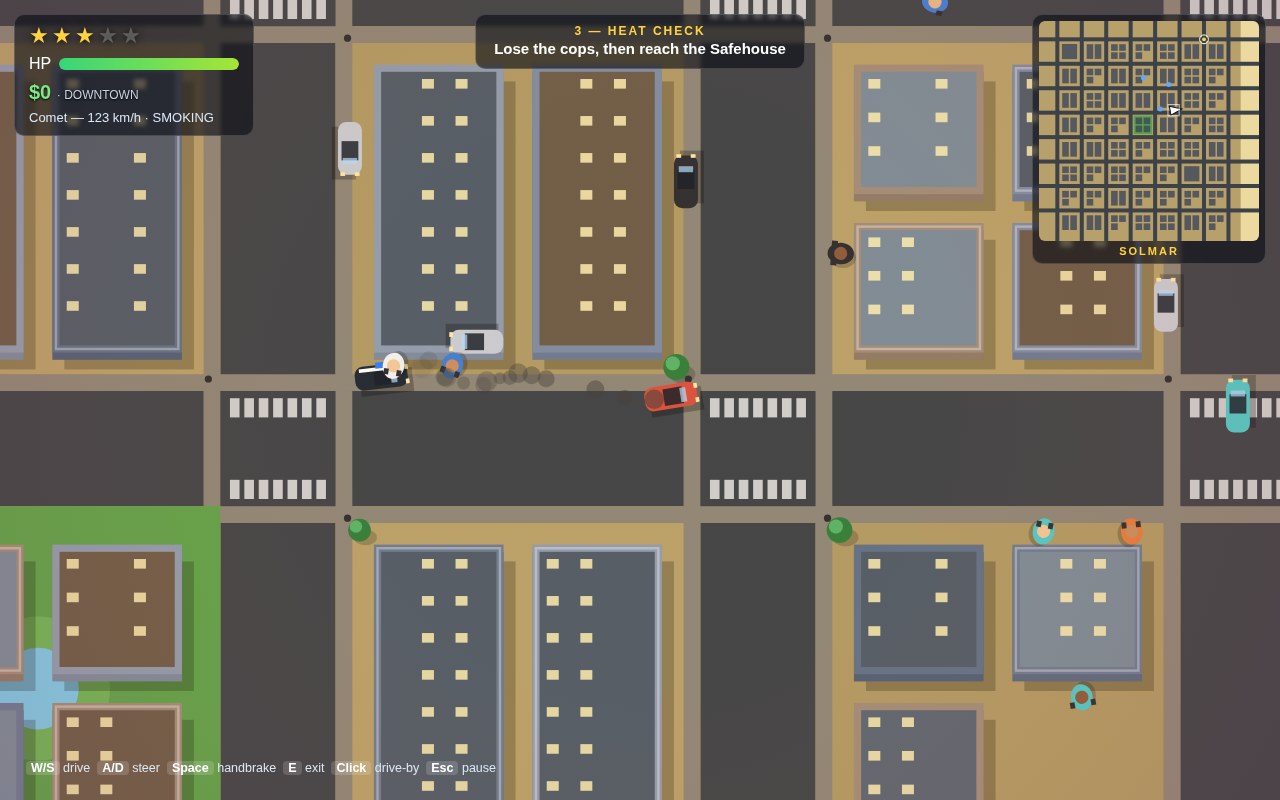 3 — HEAT CHECK
Lose the cops, then reach the Safehouse
HP
$0 · DOWNTOWN
Comet — 123 km/h · SMOKING
SOLMAR
W/S drive A/D steer Space handbrake E exit Click drive-by Esc pause